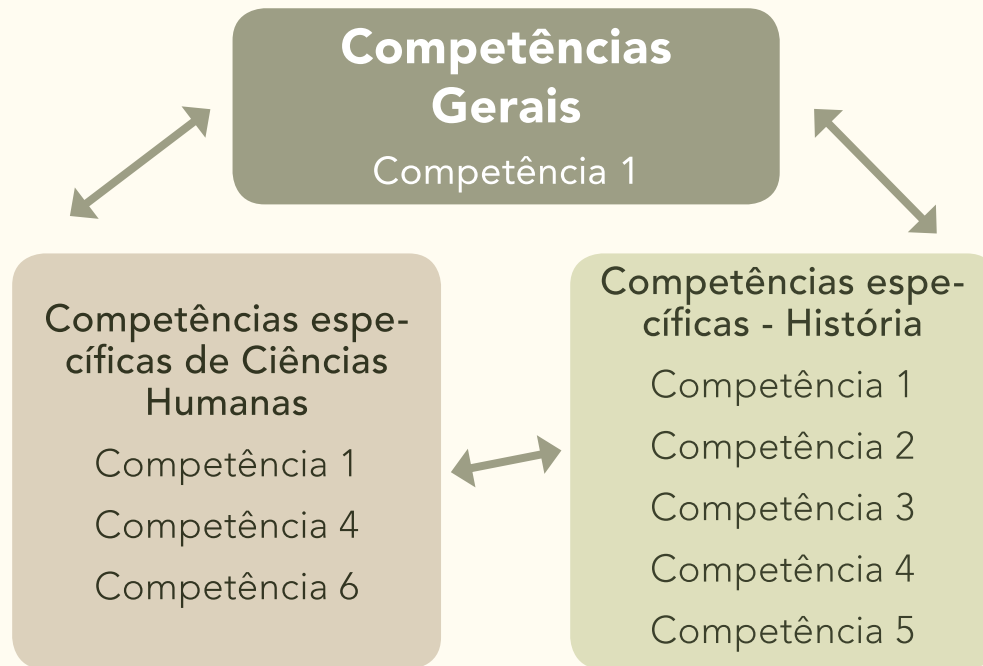 Competências
Gerais
Competência 1
Competências espe-
cíficas de Ciências
Humanas
Competência 1
Competência 4
Competência 6
Competências espe-
cíficas - História
Competência 1
Competência 2
Competência 3
Competência 4
Competência 5